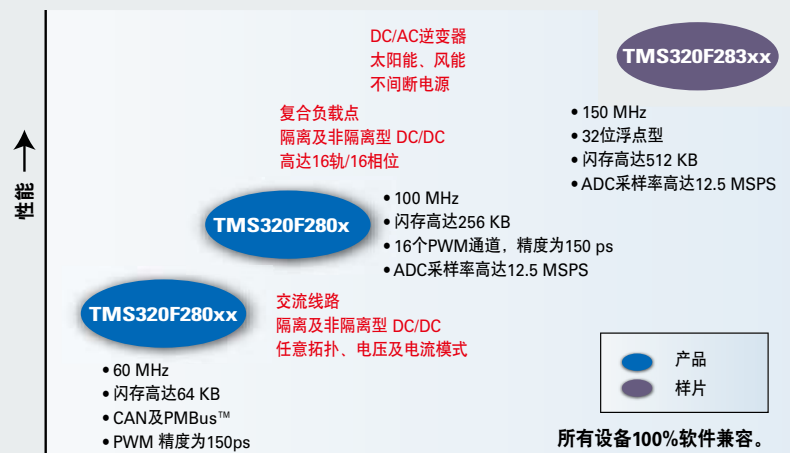 DC/AC逆变器
太阳能、风能
不间断电源
TMS320F283xx
• 150 MHz
• 32位浮点型
• 闪存高达512 KB
• ADC采样率高达12.5 MSPS
复合负载点
隔离及非隔离型 DC/DC
高达16轨/16相位
性能
TMS320F280x
• 100 MHz
• 闪存高达256 KB
• 16个PWM通道，精度为150 ps
• ADC采样率高达12.5 MSPS
TMS320F280xx
交流线路
隔离及非隔离型 DC/DC
任意拓扑、电压及电流模式
• 60 MHz
• 闪存高达64 KB
• CAN及PMBus™
• PWM 精度为150ps
产品
样片
所有设备100%软件兼容。